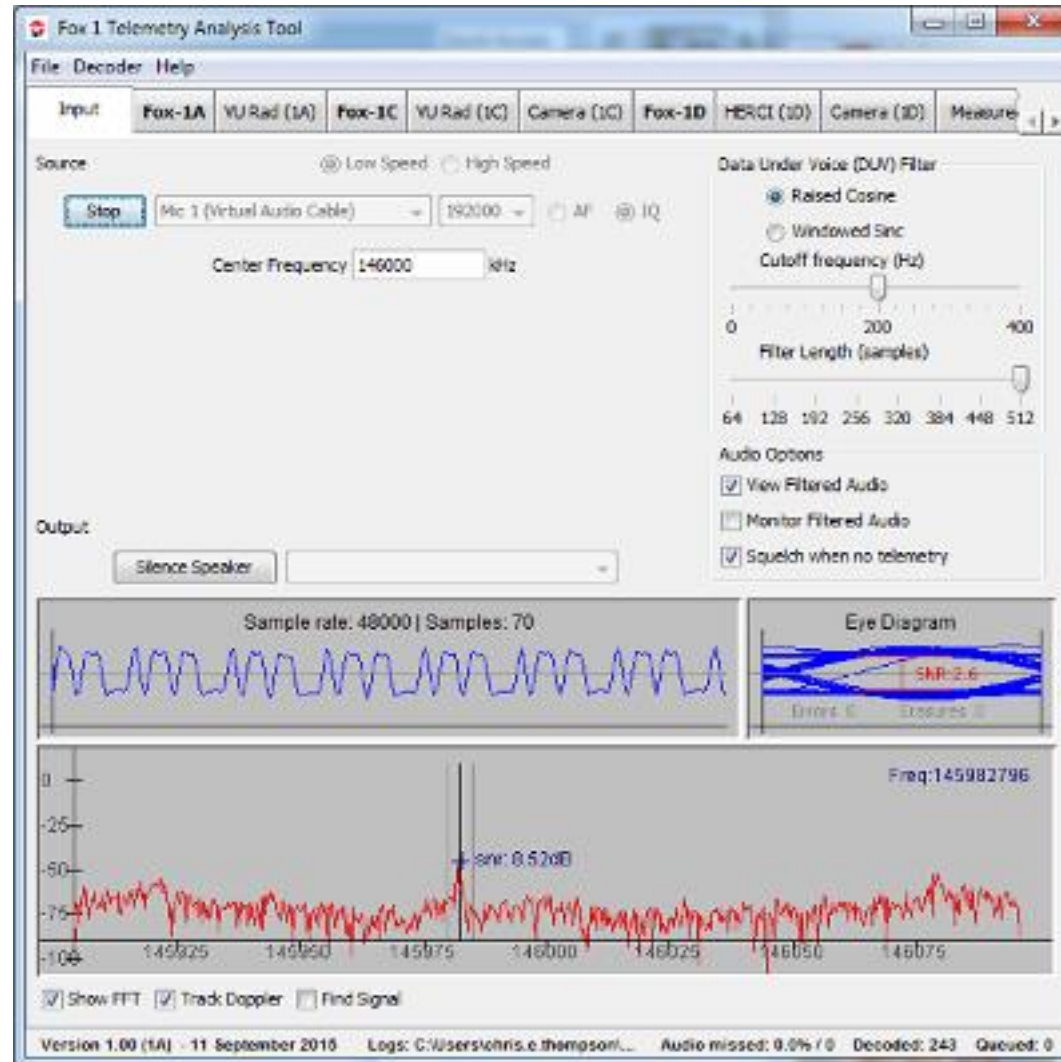 Fox 1 Telemetry Analysis Tool
File Decoder Help
Input Fox-1A VU Rad (1A) Fox-1C VU Rad (1C) Camera (1C) Fox-1D HERCI (1D) Camera (1D) Measure
Source Low Speed High Speed
Stop Mic 1 (Virtual Audio Cable) 192000 AF IQ
Center Frequency 146000 kHz
Data Under Voice (DUV) Filter
Raised Cosine
Windowed Sinc
Cutoff frequency (Hz)
0 200 400
Filter Length (samples)
64 128 192 256 320 384 448 512
Audio Options
View Filtered Audio
Monitor Filtered Audio
Squelch when no telemetry
Output
Silence Speaker
Sample rate: 48000 | Samples: 70
Eye Diagram
SNR: 2.6
Errors Erasures
Freq:145982796
0
-25
-50
snr: 8.52dB
-75
-100
145925 145950 145975 146000 146025 146050 146075
Show FFT Track Doppler Find Signal
Version 1.00 (1A) - 11 September 2015 Logs: C:\Users\chris.e.thompson\... Audio missed: 0.0% / 0 Decoded: 243 Queued: 0